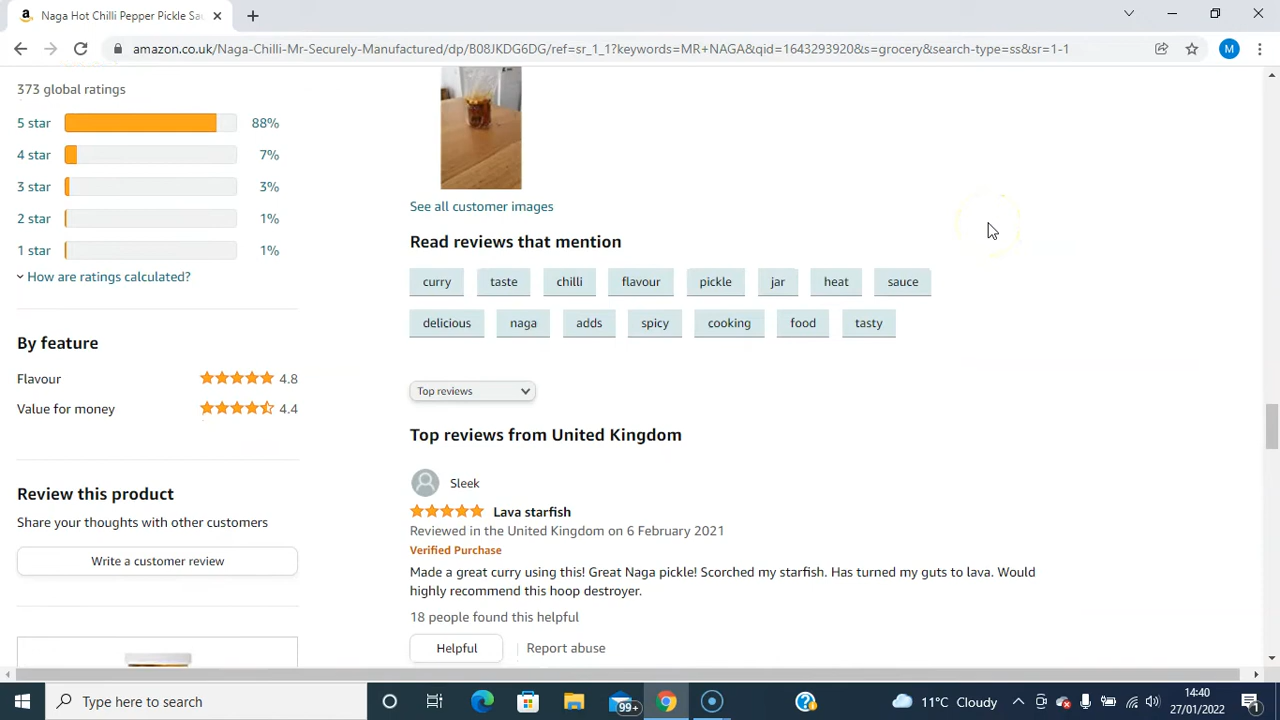 Naga Hot Chilli Pepper Pickle Sau
amazon.co.uk/Naga-Chilli-Mr-Securely-Manufactured/dp/B08JKDG6DG/ref=sr_1_1?keywords=MR+NAGA&qid=1643293920&s=grocery&search-type=ss&sr=1-1
M
373 global ratings
5 star 88%
4 star 7%
3 star 3%
2 star 1%
1 star 1%
How are ratings calculated?
By feature
Flavour 4.8
Value for money 4.4
Review this product
Share your thoughts with other customers
Write a customer review
See all customer images
Read reviews that mention
curry taste chilli flavour pickle jar heat sauce
delicious naga adds spicy cooking food tasty
Top reviews
Top reviews from United Kingdom
Sleek
Lava starfish
Reviewed in the United Kingdom on 6 February 2021
Verified Purchase
Made a great curry using this! Great Naga pickle! Scorched my starfish. Has turned my guts to lava. Would
highly recommend this hoop destroyer.
18 people found this helpful
Helpful Report abuse
Type here to search
99+
11°C Cloudy
14:40
27/01/2022
1